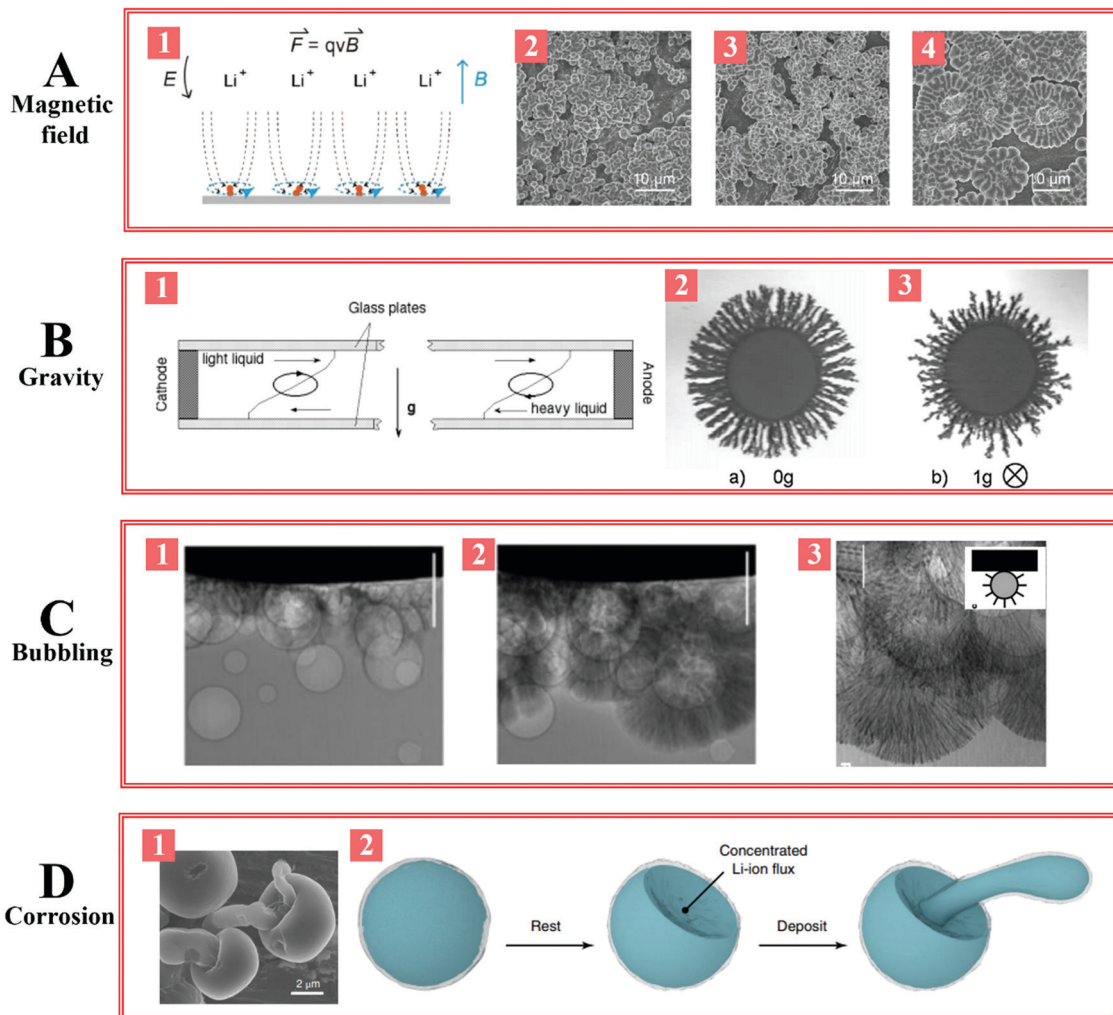 A
Magnetic
field
1
F = qvB
E
Li+
Li+
Li+
Li+
B
2
10 μm
3
10 μm
4
10 μm
B
Gravity
1
Glass plates
light liquid
Cathode
g
heavy liquid
Anode
2
a) 0g
3
b) 1g
C
Bubbling
1
2
3
D
Corrosion
1
2 μm
2
Rest
Concentrated
Li-ion flux
Deposit